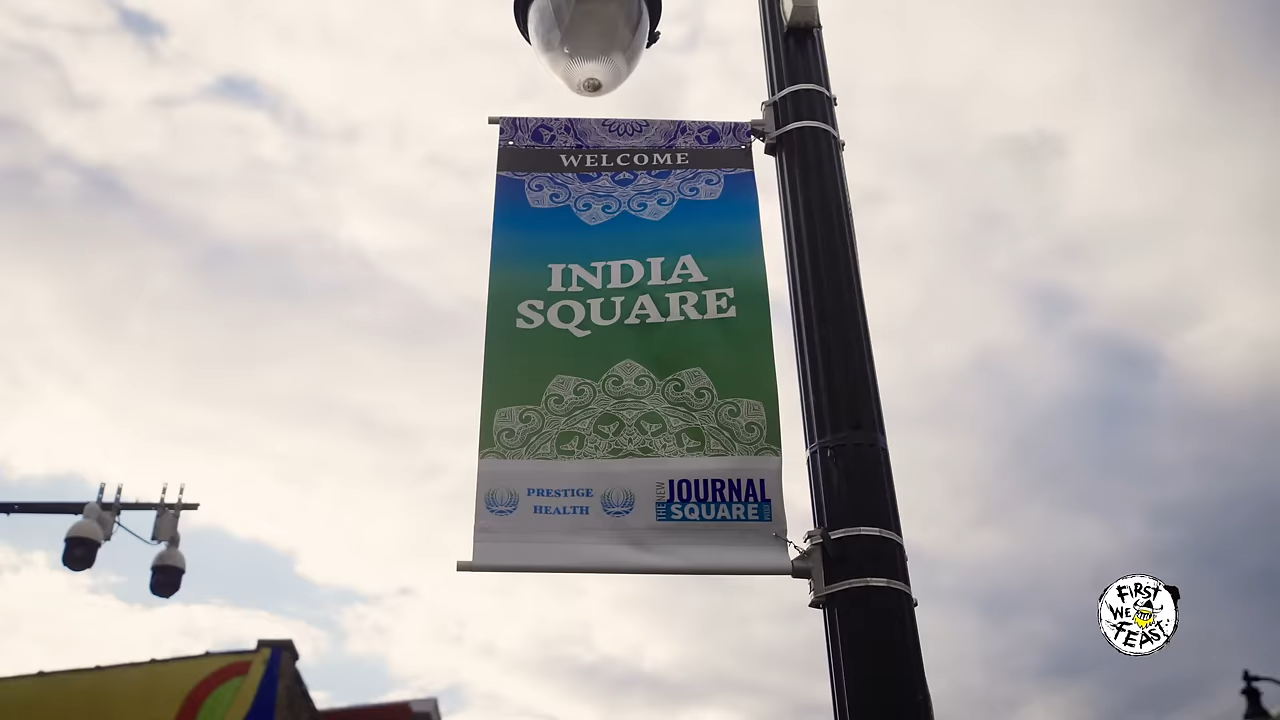 WELCOME
INDIA
SQUARE
PRESTIGE
HEALTH
THE NEW
JOURNAL
SQUARE
FIRST
WE
FEAST